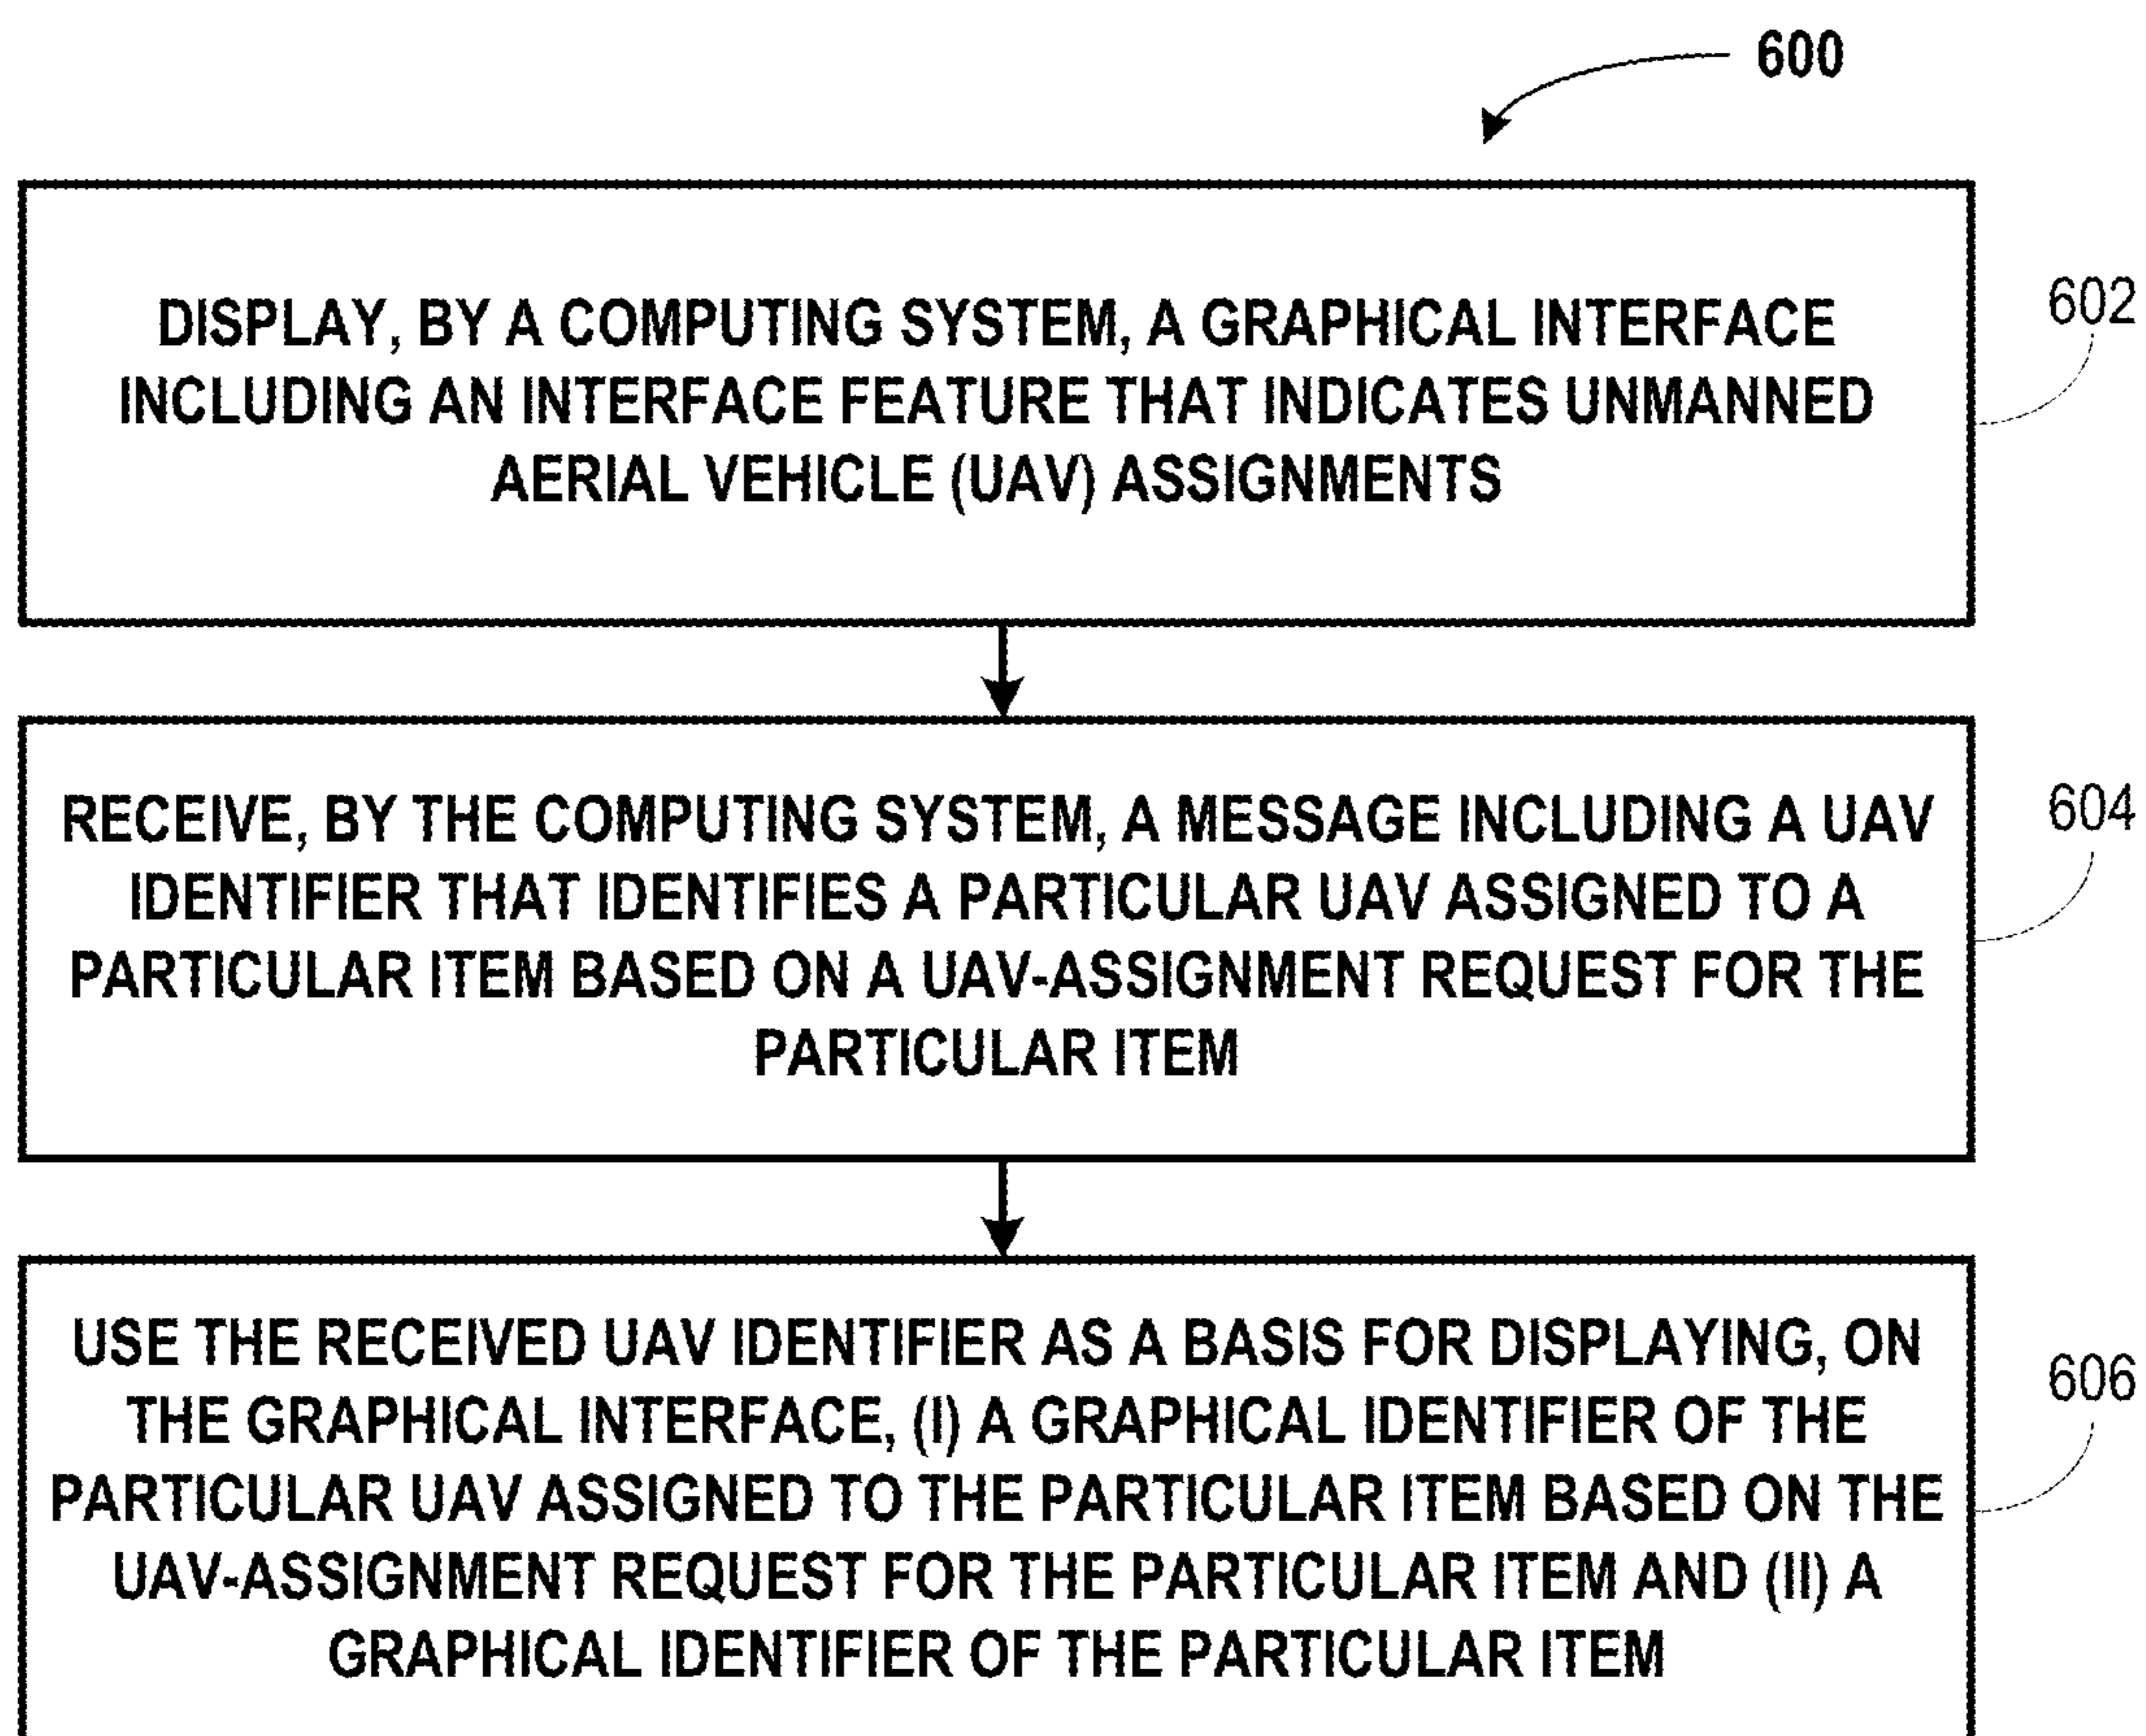 600
DISPLAY, BY A COMPUTING SYSTEM, A GRAPHICAL INTERFACE
INCLUDING AN INTERFACE FEATURE THAT INDICATES UNMANNED
AERIAL VEHICLE (UAV) ASSIGNMENTS
602
RECEIVE, BY THE COMPUTING SYSTEM, A MESSAGE INCLUDING A UAV
IDENTIFIER THAT IDENTIFIES A PARTICULAR UAV ASSIGNED TO A
PARTICULAR ITEM BASED ON A UAV-ASSIGNMENT REQUEST FOR THE
PARTICULAR ITEM
604
USE THE RECEIVED UAV IDENTIFIER AS A BASIS FOR DISPLAYING, ON
THE GRAPHICAL INTERFACE, (I) A GRAPHICAL IDENTIFIER OF THE
PARTICULAR UAV ASSIGNED TO THE PARTICULAR ITEM BASED ON THE
UAV-ASSIGNMENT REQUEST FOR THE PARTICULAR ITEM AND (II) A
GRAPHICAL IDENTIFIER OF THE PARTICULAR ITEM
606